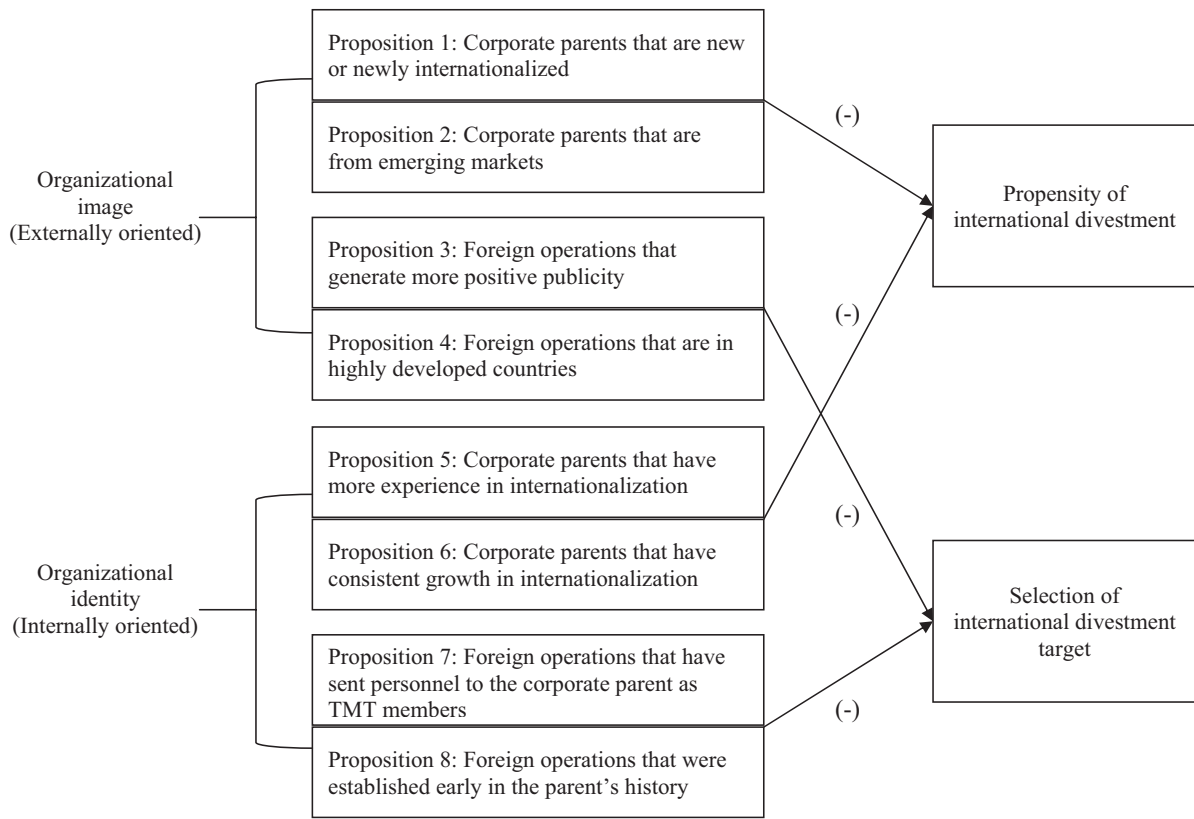 Organizational
image
(Externally oriented)
Proposition 1: Corporate parents that are new
or newly internationalized
Proposition 2: Corporate parents that are
from emerging markets
Proposition 3: Foreign operations that
generate more positive publicity
Proposition 4: Foreign operations that are in
highly developed countries
Organizational
identity
(Internally oriented)
Proposition 5: Corporate parents that have
more experience in internationalization
Proposition 6: Corporate parents that have
consistent growth in internationalization
Proposition 7: Foreign operations that have
sent personnel to the corporate parent as
TMT members
Proposition 8: Foreign operations that were
established early in the parent’s history
(-)
(-)
(-)
(-)
Propensity of
international divestment
Selection of
international divestment
target